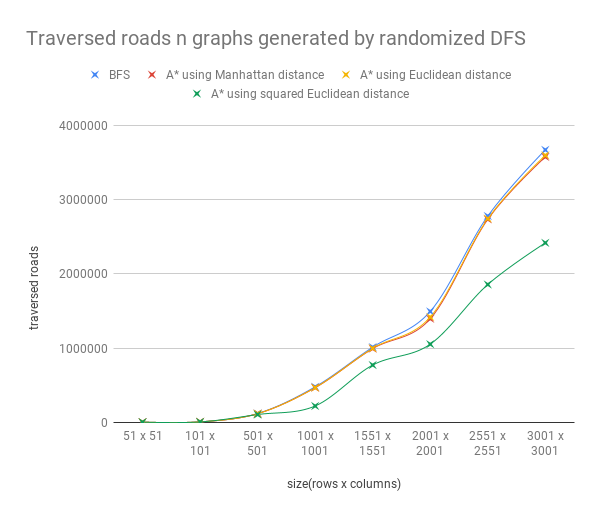 Traversed roads n graphs generated by randomized DFS
BFS
A* using Manhattan distance
A* using Euclidean distance
A* using squared Euclidean distance
4000000
3000000
2000000
1000000
0
traversed roads
51 x 51
101 x
101
501 x
501
1001 x
1001
1551 x
1551
2001 x
2001
2551 x
2551
3001 x
3001
size(rows x columns)